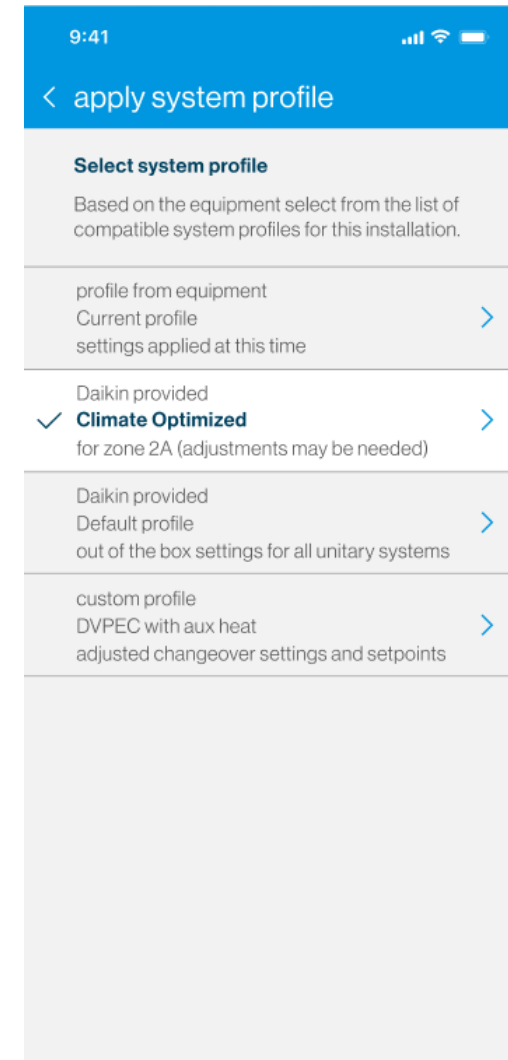 9:41
apply system profile
Select system profile
Based on the equipment select from the list of
compatible system profiles for this installation.
profile from equipment
Current profile
settings applied at this time
Daikin provided
Climate Optimized
for zone 2A (adjustments may be needed)
Daikin provided
Default profile
out of the box settings for all unitary systems
custom profile
DVPEC with aux heat
adjusted changeover settings and setpoints